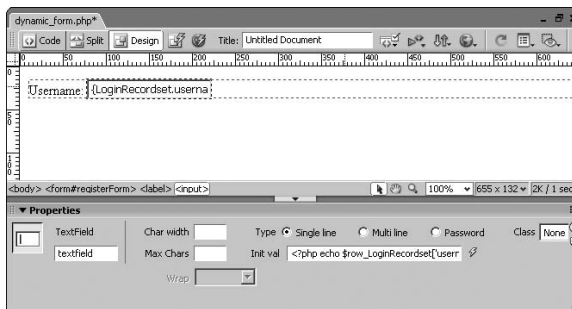 dynamic_form.php*
Code Split Design Title: Untitled Document
0 50 100 150 200 250 300 350 400 450 500 550 600
0
50
100
Username: {LoginRecordset.userna
<body> <form#registerForm> <label> <input> 100% 655 x 132 2K / 1 sec
Properties
TextField Char width Type Single line Multi line Password Class None
textfield Max Chars Init val <?php echo $row_LoginRecordset['usern
Wrap